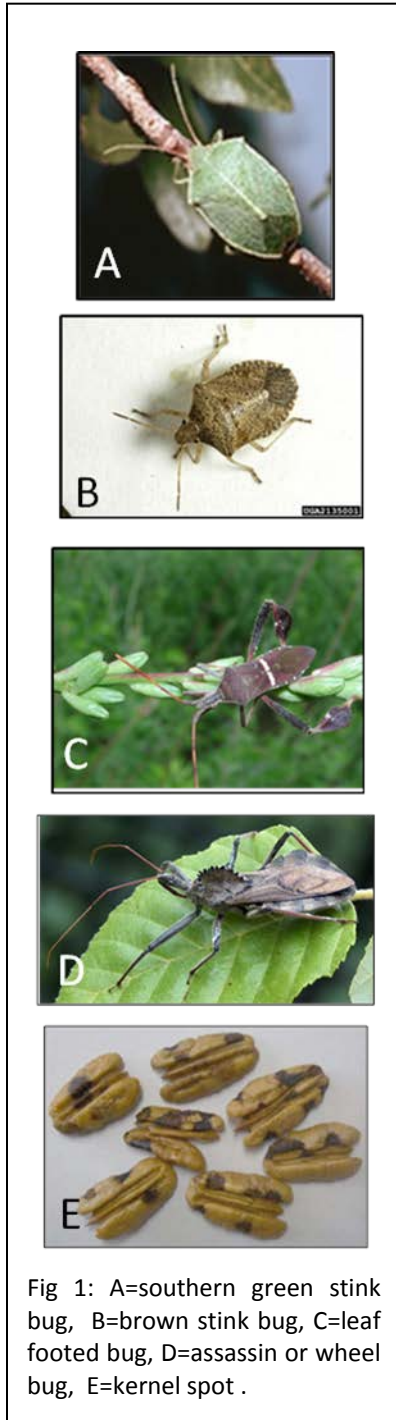 A
B
UGA2135001
C
D
E
Fig 1: A=southern green stink
bug, B=brown stink bug, C=leaf
footed bug, D=assassin or wheel
bug, E=kernel spot .